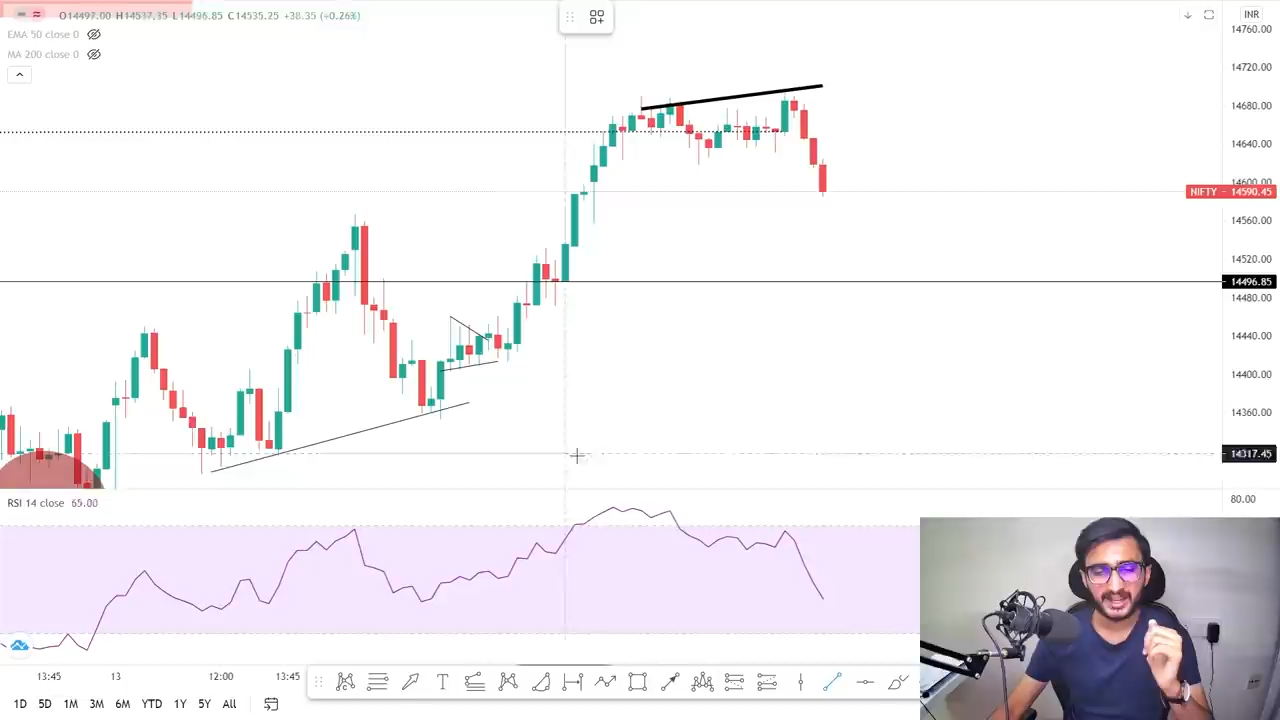 O14497.00 H14537.35 L14496.85 C14535.25 +38.35 (+0.26%)
INR
EMA 50 close 0
MA 200 close 0
14760.00
14720.00
14680.00
14640.00
14600.00
NIFTY 14590.45
14560.00
14520.00
14496.85
14480.00
14440.00
14400.00
14360.00
14317.45
RSI 14 close 65.00
80.00
13:45 13 12:00 13:45
T
1D 5D 1M 3M 6M YTD 1Y 5Y All